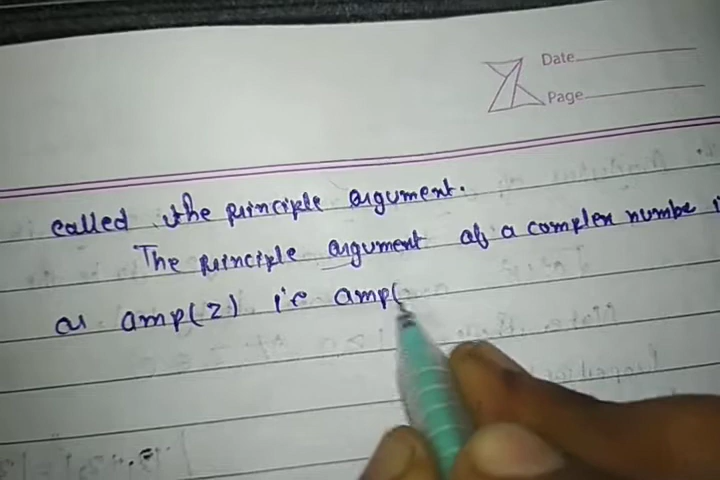 Date
Page
called the principle argument.
The principle argument of a complex numbe
as amp(z) i.e amp(